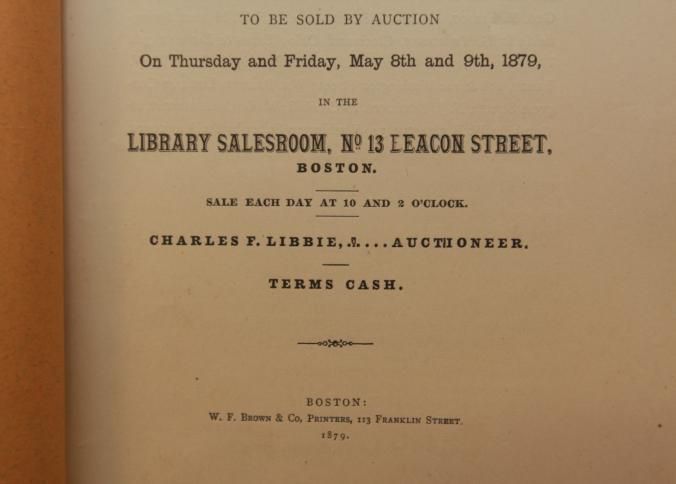 TO BE SOLD BY AUCTION
On Thursday and Friday, May 8th and 9th, 1879,
IN THE
LIBRARY SALESROOM, No 13 BEACON STREET,
BOSTON.
SALE EACH DAY AT 10 AND 2 O'CLOCK.
CHARLES F. LIBBIE, . . . . . AUCTIONEER.
TERMS CASH.
BOSTON:
W. F. BROWN & CO, PRINTERS, 113 FRANKLIN STREET.
1879.